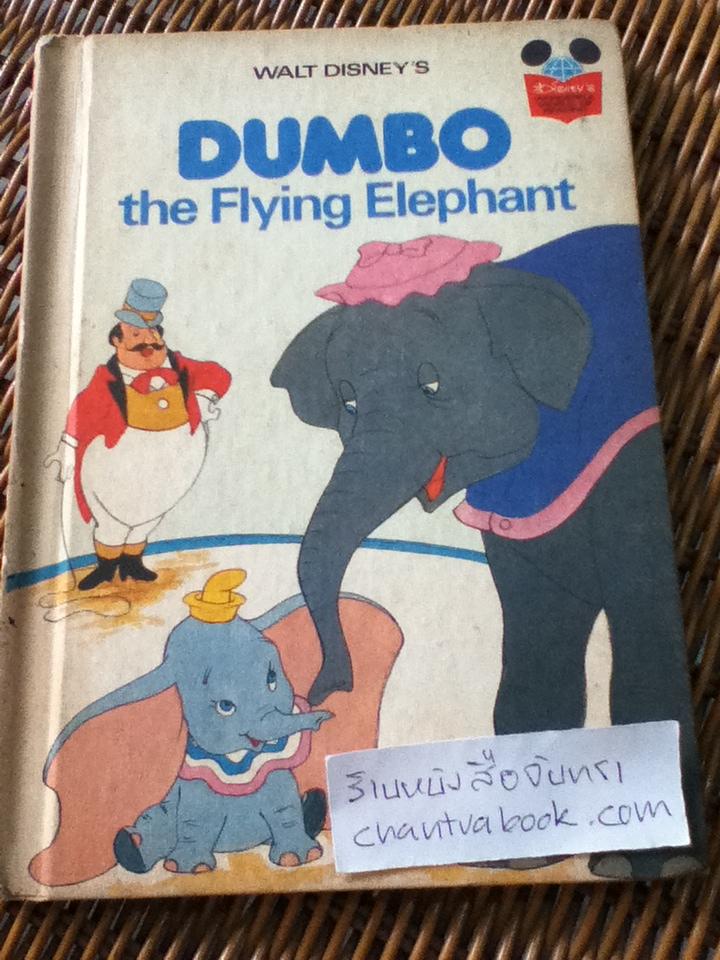 WALT DISNEY'S
DISNEY'S
DUMBO
the Flying Elephant
ร้านหนังสือจันทรา
chantrabook.com